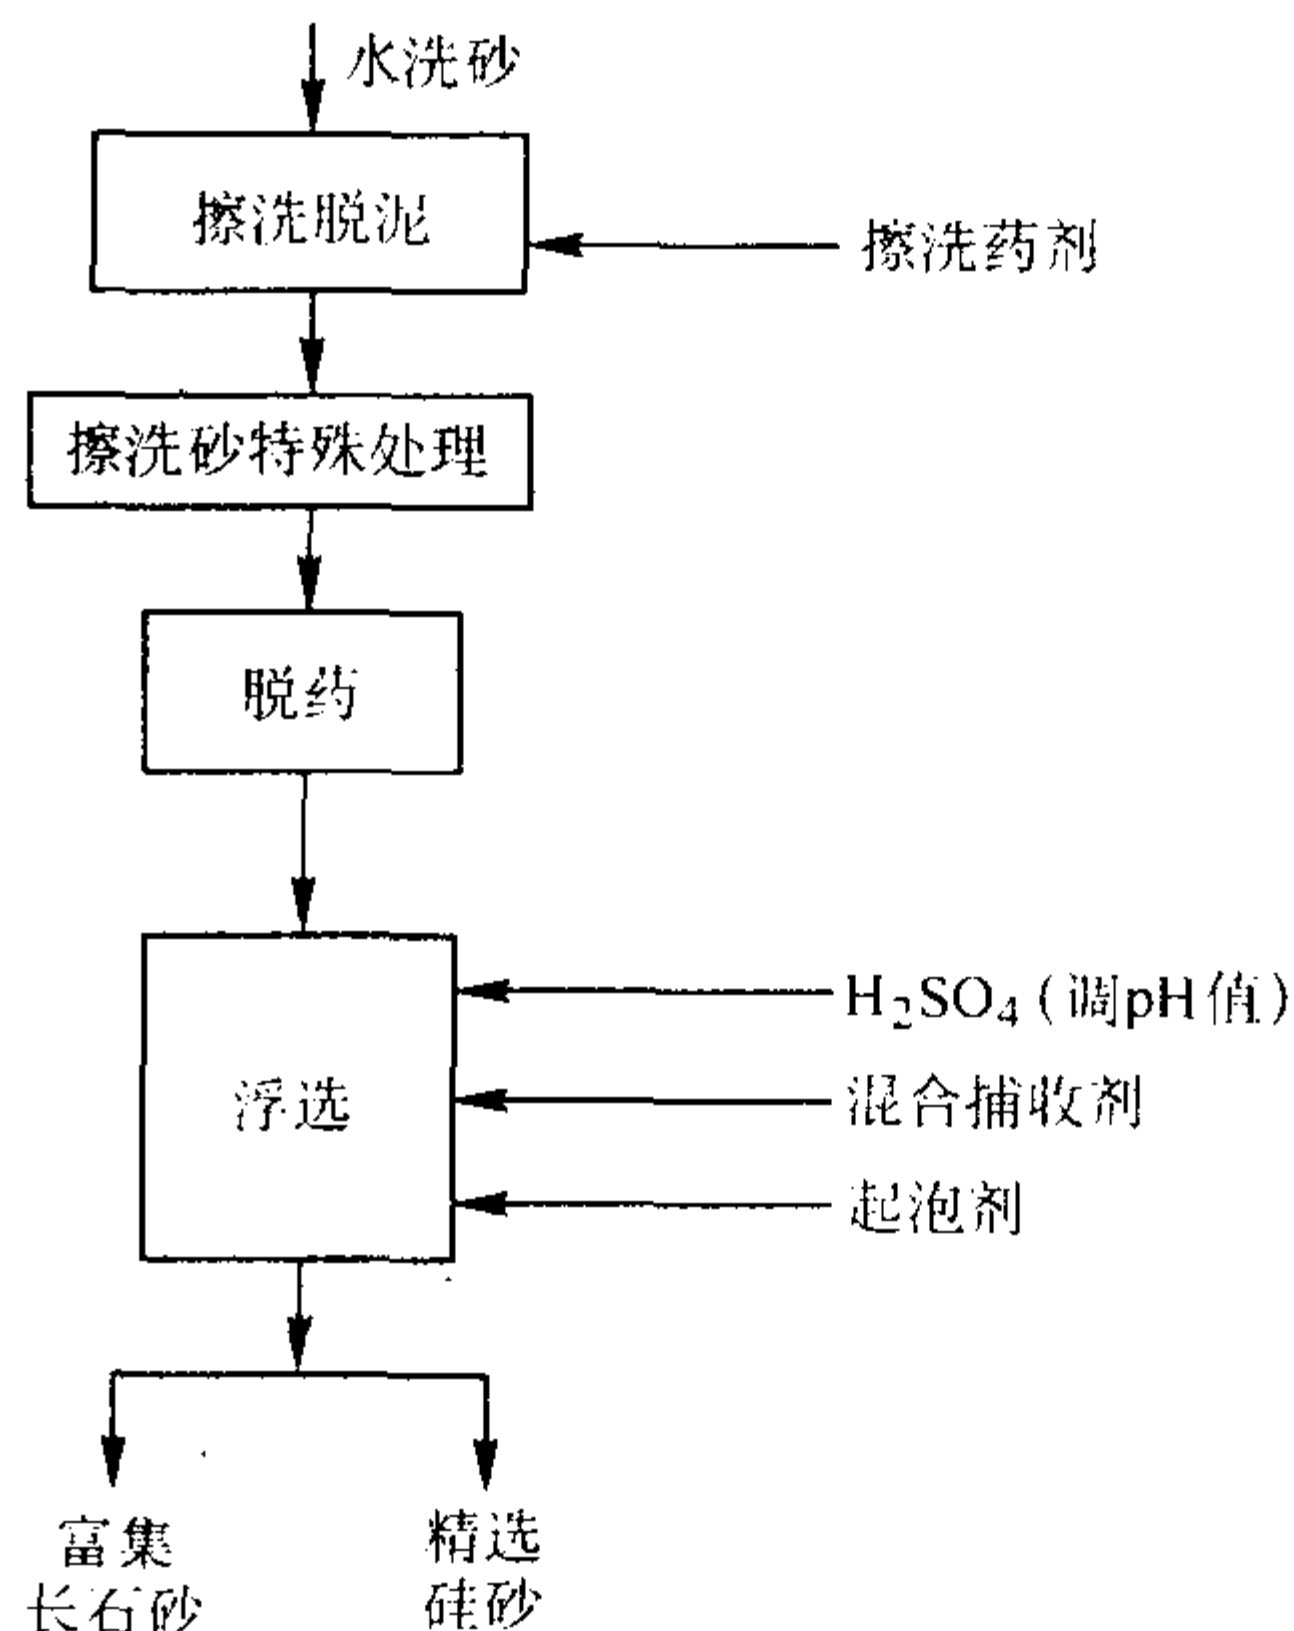 水洗砂
擦洗脱泥
擦洗药剂
擦洗砂特殊处理
脱药
浮选
H₂SO₄(调pH值)
混合捕收剂
起泡剂
富集
长石砂
精选
硅砂